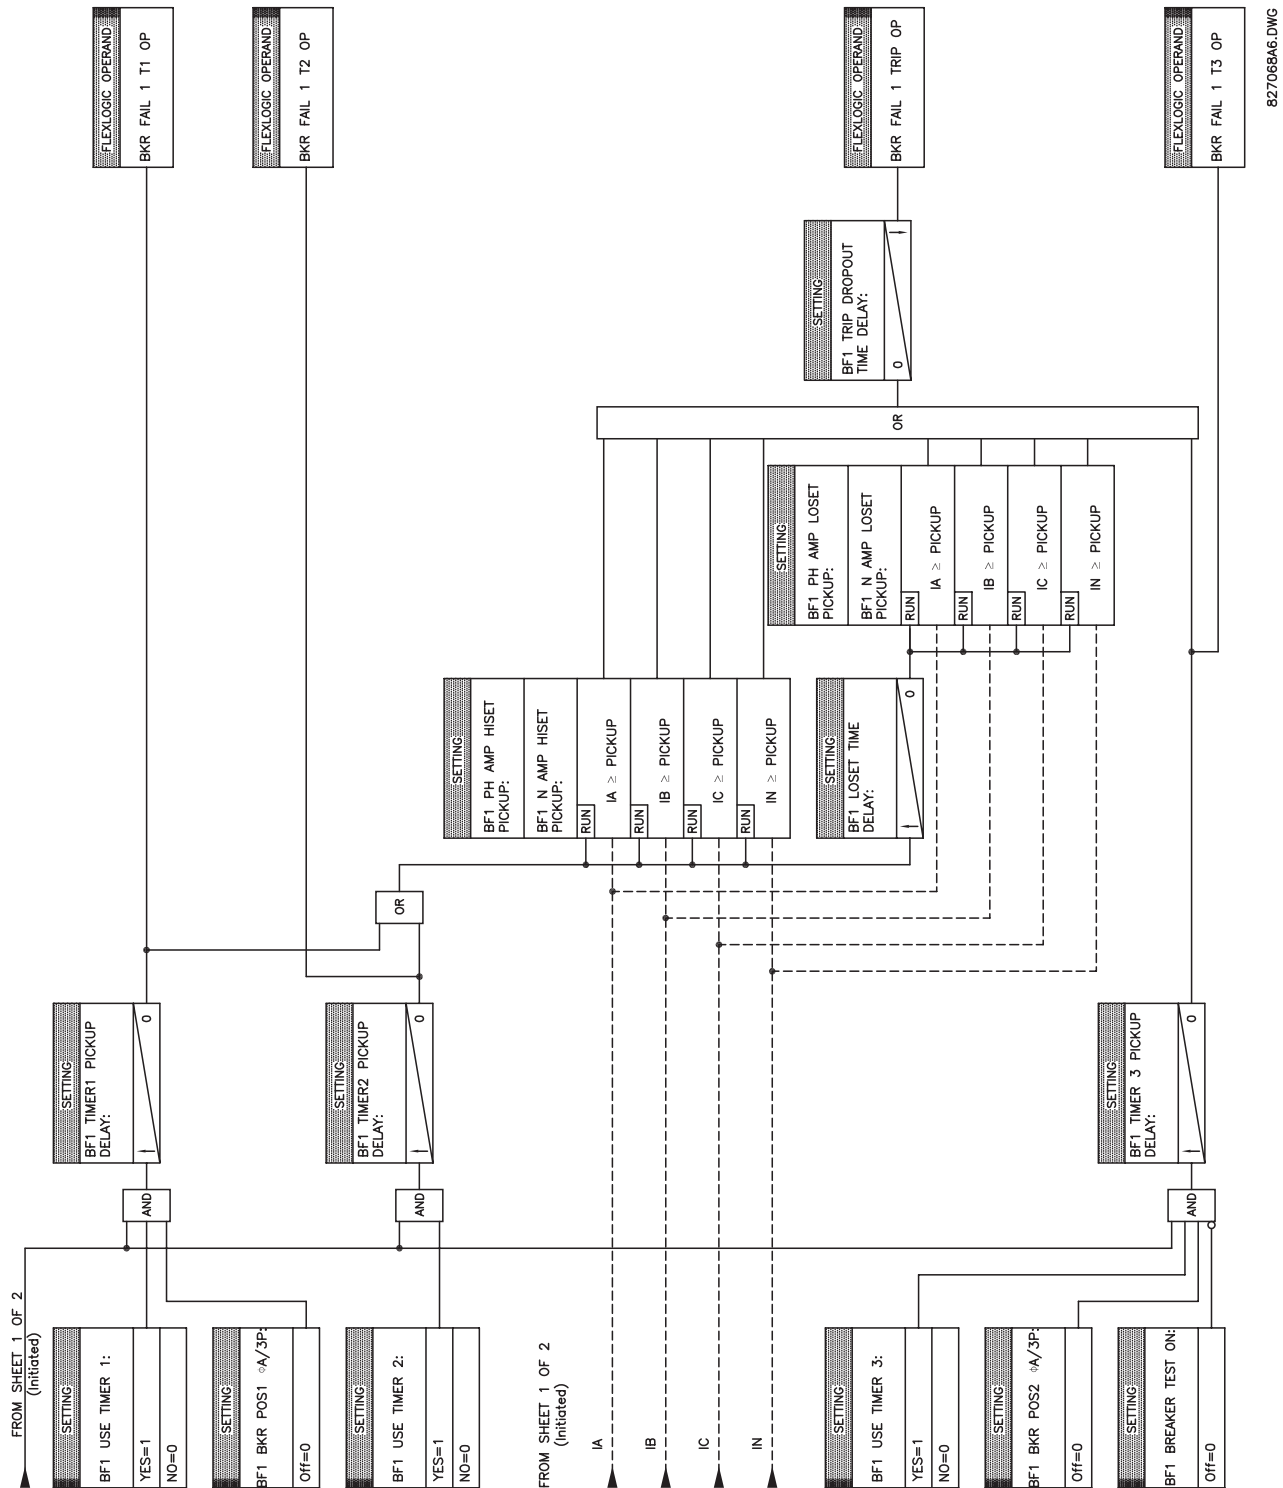 FROM SHEET 1 OF 2
(Initiated)
SETTING
BF1 USE TIMER 1:
YES=1
NO=0
SETTING
BF1 BKR POS1 φA/3P:
Off=0
SETTING
BF1 USE TIMER 2:
YES=1
NO=0
FROM SHEET 1 OF 2
(Initiated)
IA
IB
IC
IN
SETTING
BF1 USE TIMER 3:
YES=1
NO=0
SETTING
BF1 BKR POS2 φA/3P:
Off=0
SETTING
BF1 BREAKER TEST ON:
Off=0
AND
AND
AND
SETTING
BF1 TIMER1 PICKUP
DELAY:
0
SETTING
BF1 TIMER2 PICKUP
DELAY:
0
SETTING
BF1 TIMER 3 PICKUP
DELAY:
0
OR
SETTING
BF1 PH AMP HISET
PICKUP:
BF1 N AMP HISET
PICKUP:
RUN
IA ≥ PICKUP
RUN
IB ≥ PICKUP
RUN
IC ≥ PICKUP
RUN
IN ≥ PICKUP
SETTING
BF1 LOSET TIME
DELAY:
0
SETTING
BF1 PH AMP LOSET
PICKUP:
BF1 N AMP LOSET
PICKUP:
RUN
IA ≥ PICKUP
RUN
IB ≥ PICKUP
RUN
IC ≥ PICKUP
RUN
IN ≥ PICKUP
OR
SETTING
BF1 TRIP DROPOUT
TIME DELAY:
0
FLEXLOGIC OPERAND
BKR FAIL 1 T1 OP
FLEXLOGIC OPERAND
BKR FAIL 1 T2 OP
FLEXLOGIC OPERAND
BKR FAIL 1 TRIP OP
FLEXLOGIC OPERAND
BKR FAIL 1 T3 OP
827068A6.DWG